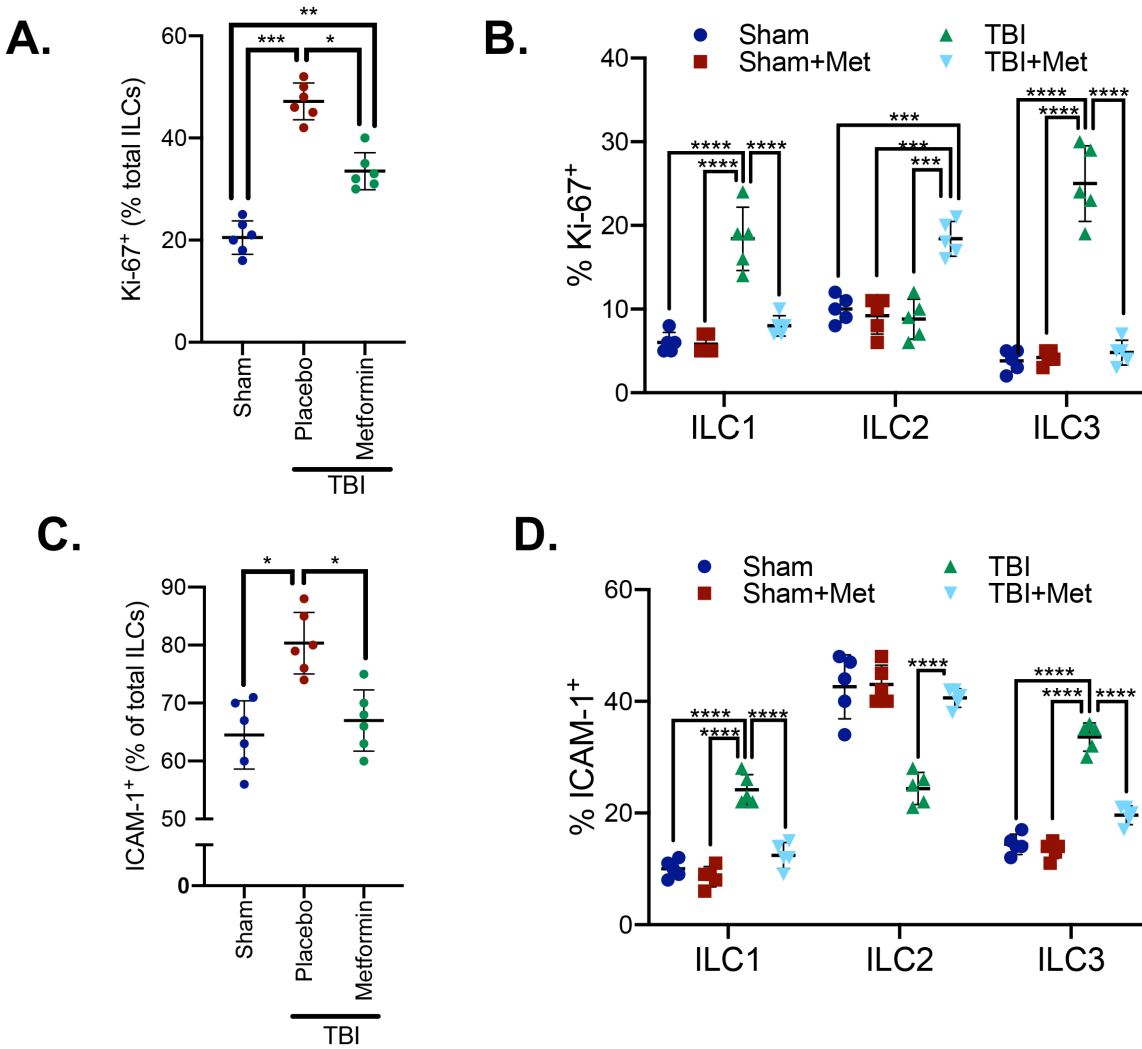 A.
**
***
*
60
40
20
0
Ki-67+ (% total ILCs)
Sham
Placebo
Metformin
TBI
B.
Sham
TBI
Sham+Met
TBI+Met
40
30
20
10
0
% Ki-67+
****
****
****
***
***
***
****
****
****
ILC1
ILC2
ILC3
C.
*
*
90
80
70
60
50
0
ICAM-1+ (% of total ILCs)
Sham
Placebo
Metformin
TBI
D.
Sham
TBI
Sham+Met
TBI+Met
60
40
20
0
% ICAM-1+
****
****
****
****
****
****
****
ILC1
ILC2
ILC3